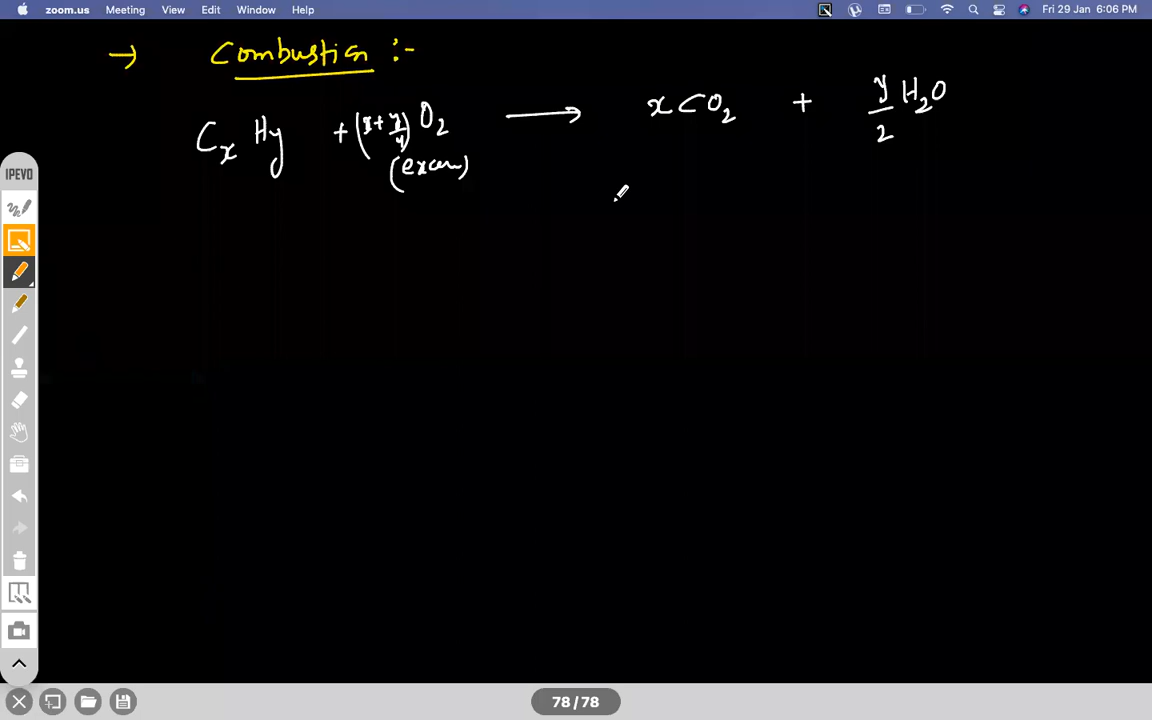 zoom.us Meeting View Edit Window Help Fri 29 Jan 6:06 PM
→ Combustion :-
CxHy + (x + y/4) O2 ⟶ x CO2 + y/2 H2O
(excess)
IPEVO
78 / 78